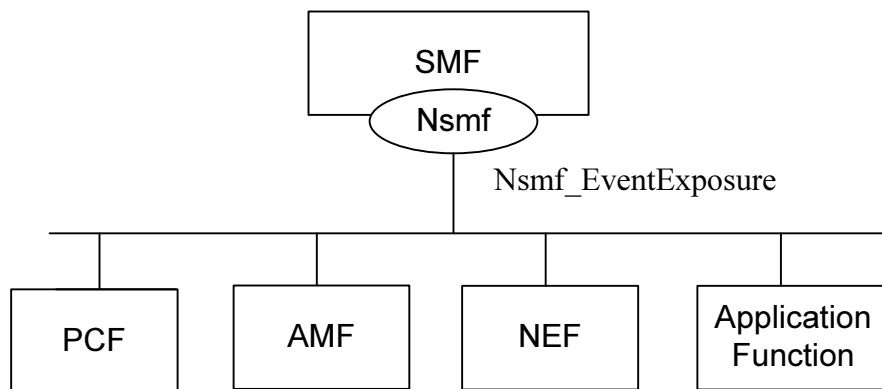 SMF
Nsmf
Nsmf_EventExposure
PCF
AMF
NEF
Application
Function